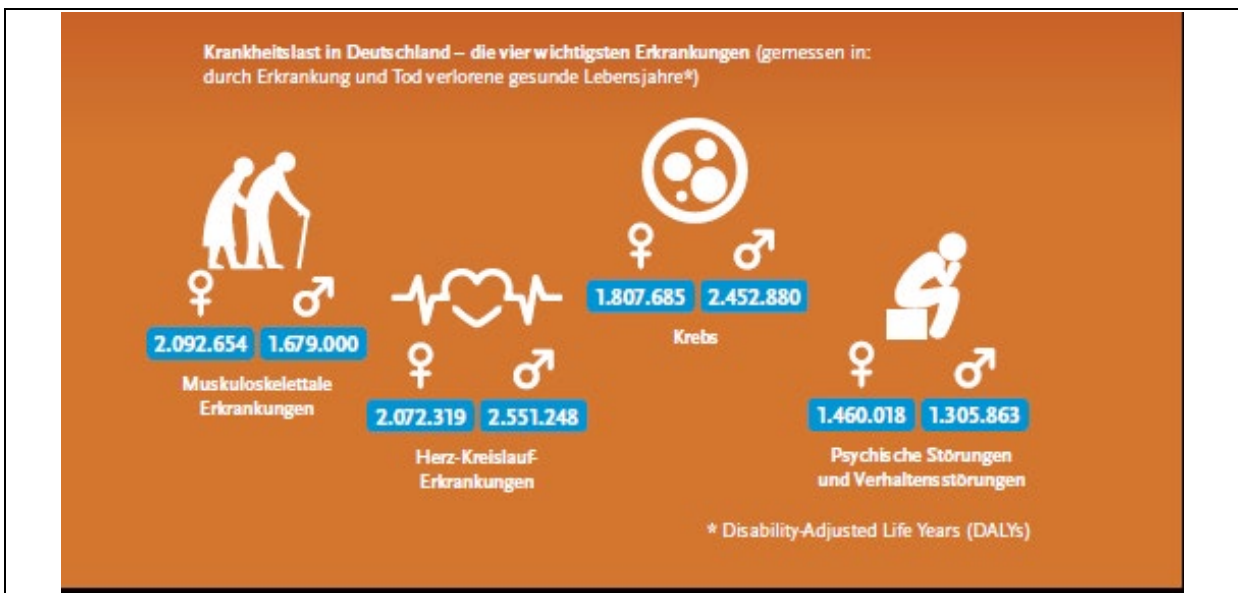 Krankheitslast in Deutschland – die vier wichtigsten Erkrankungen (gemessen in:
durch Erkrankung und Tod verlorene gesunde Lebensjahre*)
2.092.654 1.679.000
Muskuloskelettale
Erkrankungen
2.072.319 2.551.248
Herz-Kreislauf-
Erkrankungen
1.807.685 2.452.880
Krebs
1.460.018 1.305.863
Psychische Störungen
und Verhaltensstörungen
* Disability-Adjusted Life Years (DALYs)